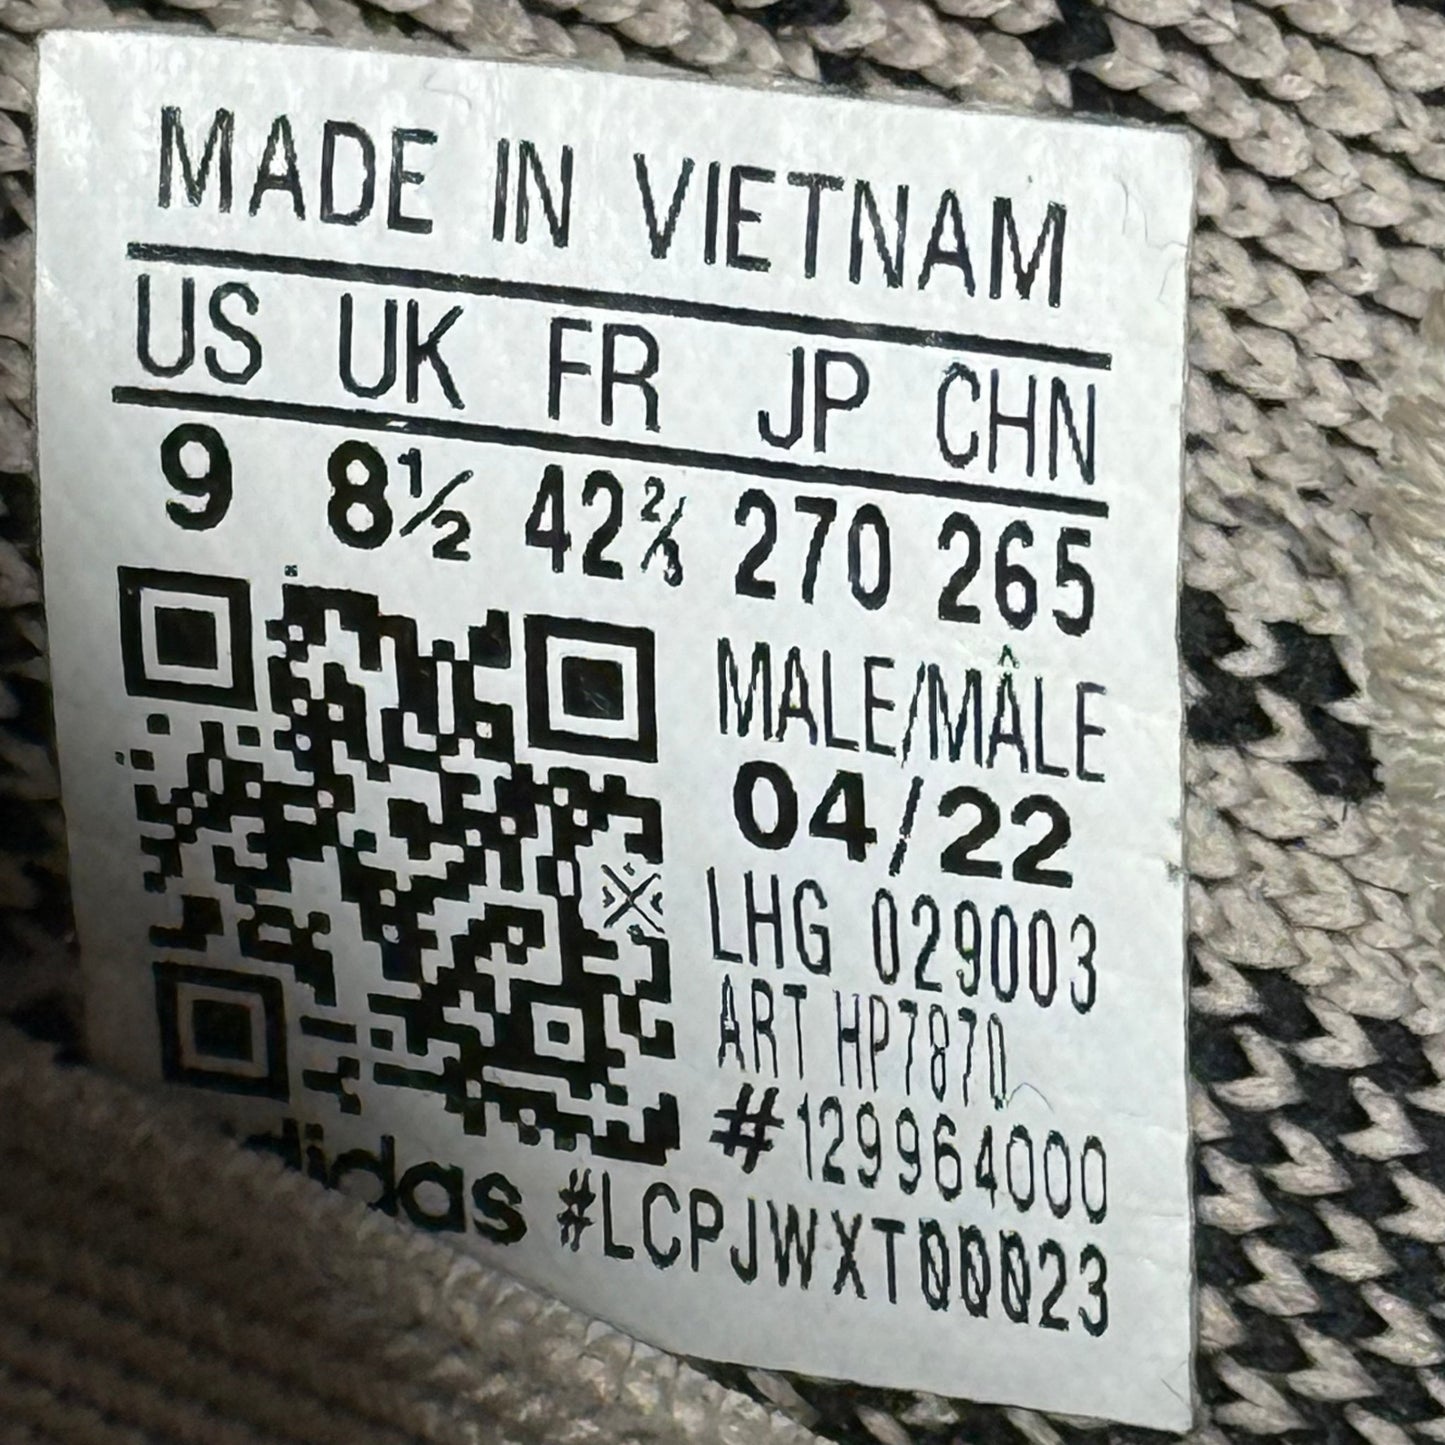 MADE IN VIETNAM
US UK FR JP CHN
9 8½ 42⅔ 270 265
MALE/MÂLE
04/22
LHG 029003
ART HP7870
#129964000
adidas #LCPJWXT00023